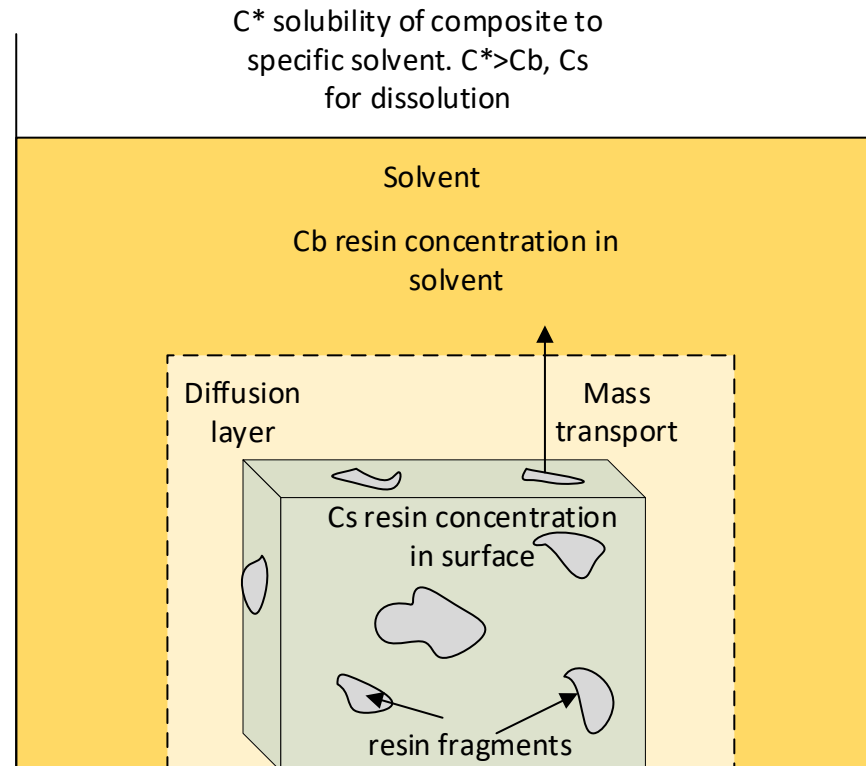 C* solubility of composite to
specific solvent. C*>Cb, Cs
for dissolution
Solvent
Cb resin concentration in
solvent
Diffusion
layer
Mass
transport
Cs resin concentration
in surface
resin fragments